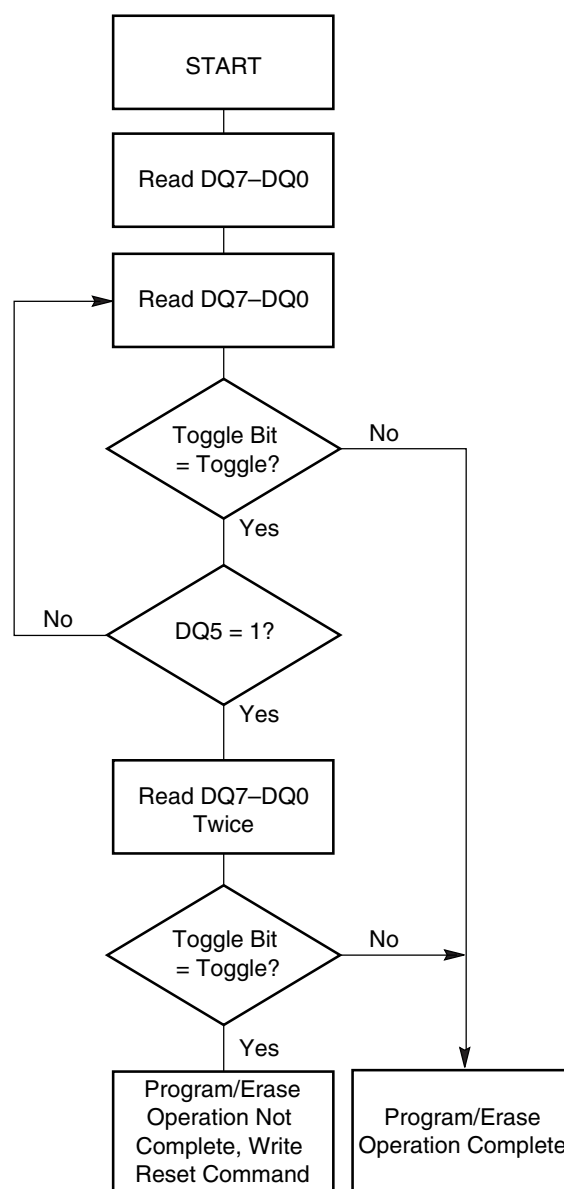 START
Read DQ7–DQ0
Read DQ7–DQ0
Toggle Bit
= Toggle?
No
Yes
No
DQ5 = 1?
Yes
Read DQ7–DQ0
Twice
Toggle Bit
= Toggle?
No
Yes
Program/Erase
Operation Not
Complete, Write
Reset Command
Program/Erase
Operation Complete